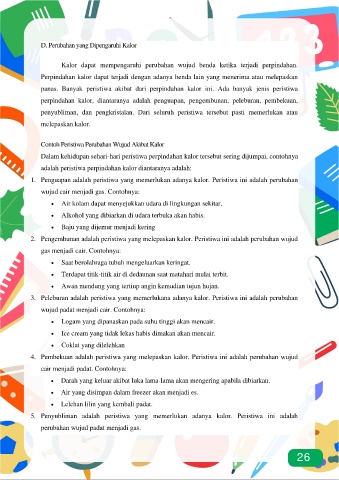 D. Perubahan yang Dipengaruhi Kalor
Kalor dapat mempengaruhi perubahan wujud benda ketika terjadi perpindahan.
Perpindahan kalor dapat terjadi dengan adanya benda lain yang menerima atau melepaskan
panas. Banyak peristiwa akibat dari perpindahan kalor ini. Ada banyak jenis peristiwa
perpindahan kalor, diantaranya adalah penguapan, pengembunan, peleburan, pembekuan,
penyubliman, dan pengkristalan. Dari seluruh peristiwa tersebut pasti memerlukan atau
melepaskan kalor.
Contoh Peristiwa Perubahan Wujud Akibat Kalor
Dalam kehidupan sehari-hari peristiwa perpindahan kalor tersebut sering dijumpai, contohnya
adalah peristiwa perpindahan kalor diantaranya adalah:
1. Penguapan adalah peristiwa yang memerlukan adanya kalor. Peristiwa ini adalah perubahan
wujud cair menjadi gas. Contohnya:
• Air kolam dapat menyejukkan udara di lingkungan sekitar.
• Alkohol yang dibiarkan di udara terbuka akan habis.
• Baju yang dijemur menjadi kering
2. Pengembunan adalah peristiwa yang melepaskan kalor. Peristiwa ini adalah perubahan wujud
gas menjadi cair. Contohnya:
• Saat berolahraga tubuh mengeluarkan keringat.
• Terdapat titik-titik air di dedaunan saat matahari mulai terbit.
• Awan mendung yang tertiup angin kemudian tujun hujan.
3. Peleburan adalah peristiwa yang memerlukana adanya kalor. Peristiwa ini adalah perubahan
wujud padat menjadi cair. Contohnya:
• Logam yang dipanaskan pada suhu tinggi akan mencair.
• Ice cream yang tidak lekas habis dimakan akan mencair.
• Coklat yang dilelehkan
4. Pembekuan adalah peristiwa yang melepaskan kalor. Peristiwa ini adalah perubahan wujud
cair menjadi padat. Contohnya:
• Darah yang keluar akibat luka lama-lama akan mengering apabila dibiarkan.
• Air yang disimpan dalam freezer akan menjadi es.
• Lelehan lilin yang kembali padat.
5. Penyubliman adalah peristiwa yang memerlukan adanya kalor. Peristiwa ini adalah
perubahan wujud padat menjadi gas.
26